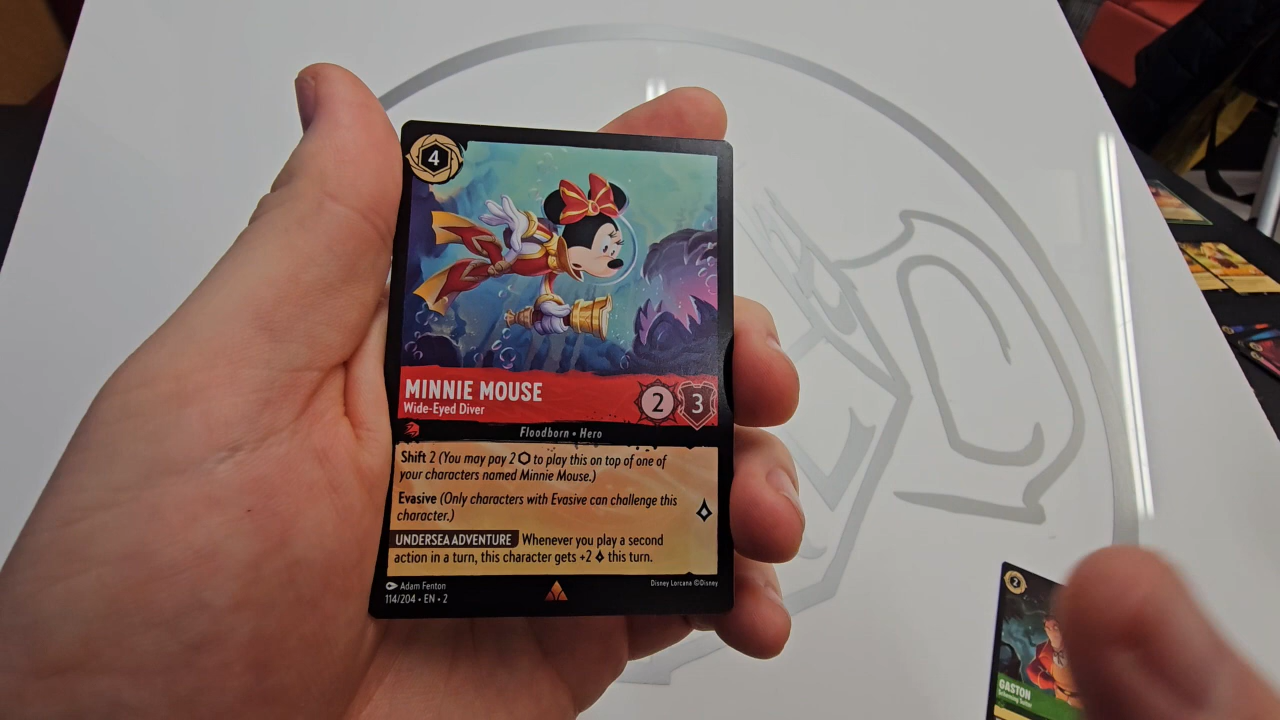 4
MINNIE MOUSE
Wide-Eyed Diver
2 3
Floodborn • Hero
Shift 2 (You may pay 2 ⬡ to play this on top of one of
your characters named Minnie Mouse.)
Evasive (Only characters with Evasive can challenge this
character.)
UNDERSEA ADVENTURE Whenever you play a second
action in a turn, this character gets +2 ◊ this turn.
Adam Fenton
Disney Lorcana ©Disney
114/204 • EN • 2
2
GASTON